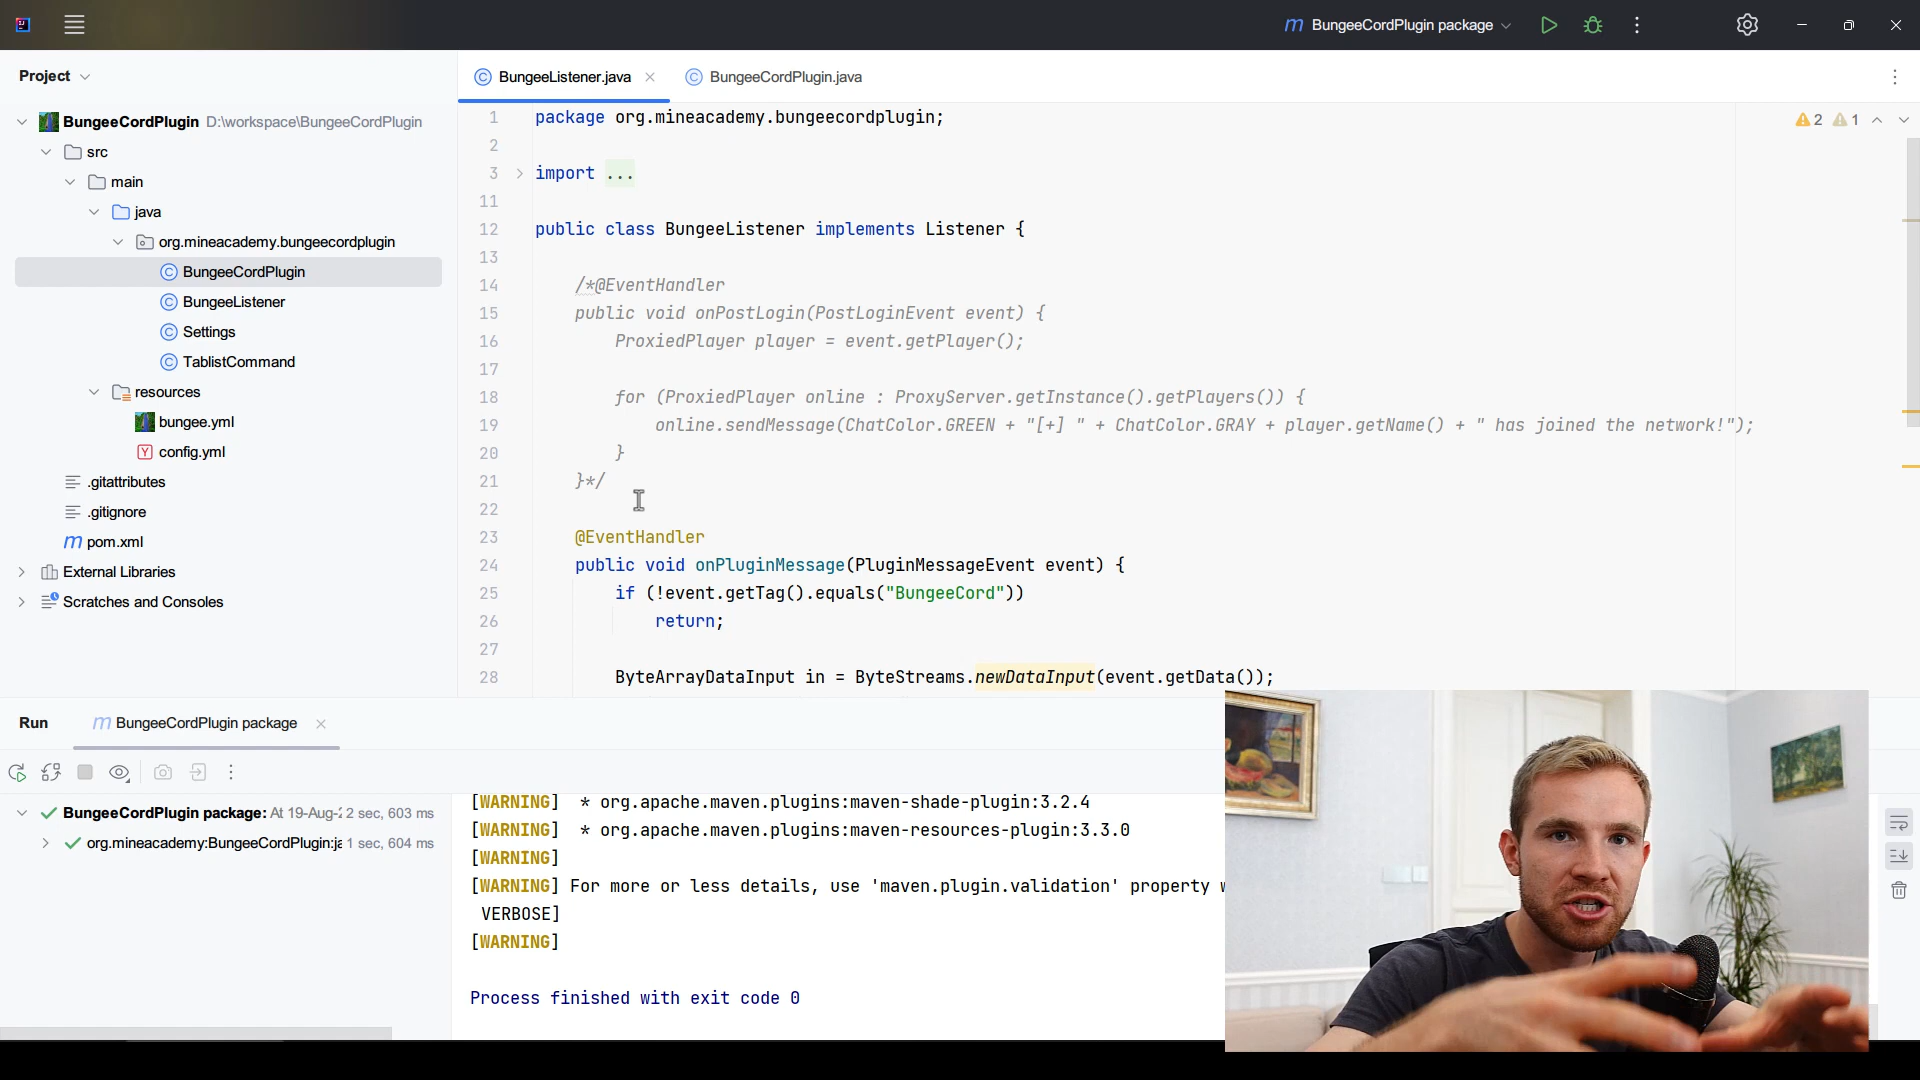 BungeeCordPlugin package
Project
BungeeListener.java
BungeeCordPlugin.java
BungeeCordPlugin D:\workspace\BungeeCordPlugin
src
main
java
org.mineacademy.bungeecordplugin
BungeeCordPlugin
BungeeListener
Settings
TablistCommand
resources
bungee.yml
config.yml
.gitattributes
.gitignore
pom.xml
External Libraries
Scratches and Consoles
2 1
1 package org.mineacademy.bungeecordplugin;
2
3 import ...
11
12 public class BungeeListener implements Listener {
13
14 /*@EventHandler
15 public void onPostLogin(PostLoginEvent event) {
16 ProxiedPlayer player = event.getPlayer();
17
18 for (ProxiedPlayer online : ProxyServer.getInstance().getPlayers()) {
19 online.sendMessage(ChatColor.GREEN + "[+] " + ChatColor.GRAY + player.getName() + " has joined the network!");
20 }
21 }*/
22
23 @EventHandler
24 public void onPluginMessage(PluginMessageEvent event) {
25 if (!event.getTag().equals("BungeeCord"))
26 return;
27
28 ByteArrayDataInput in = ByteStreams.newDataInput(event.getData());
Run BungeeCordPlugin package
BungeeCordPlugin package: At 19-Aug-2 2 sec, 603 ms
org.mineacademy:BungeeCordPlugin:ja 1 sec, 604 ms
[WARNING] * org.apache.maven.plugins:maven-shade-plugin:3.2.4
[WARNING] * org.apache.maven.plugins:maven-resources-plugin:3.3.0
[WARNING]
[WARNING] For more or less details, use 'maven.plugin.validation' property
VERBOSE]
[WARNING]
Process finished with exit code 0